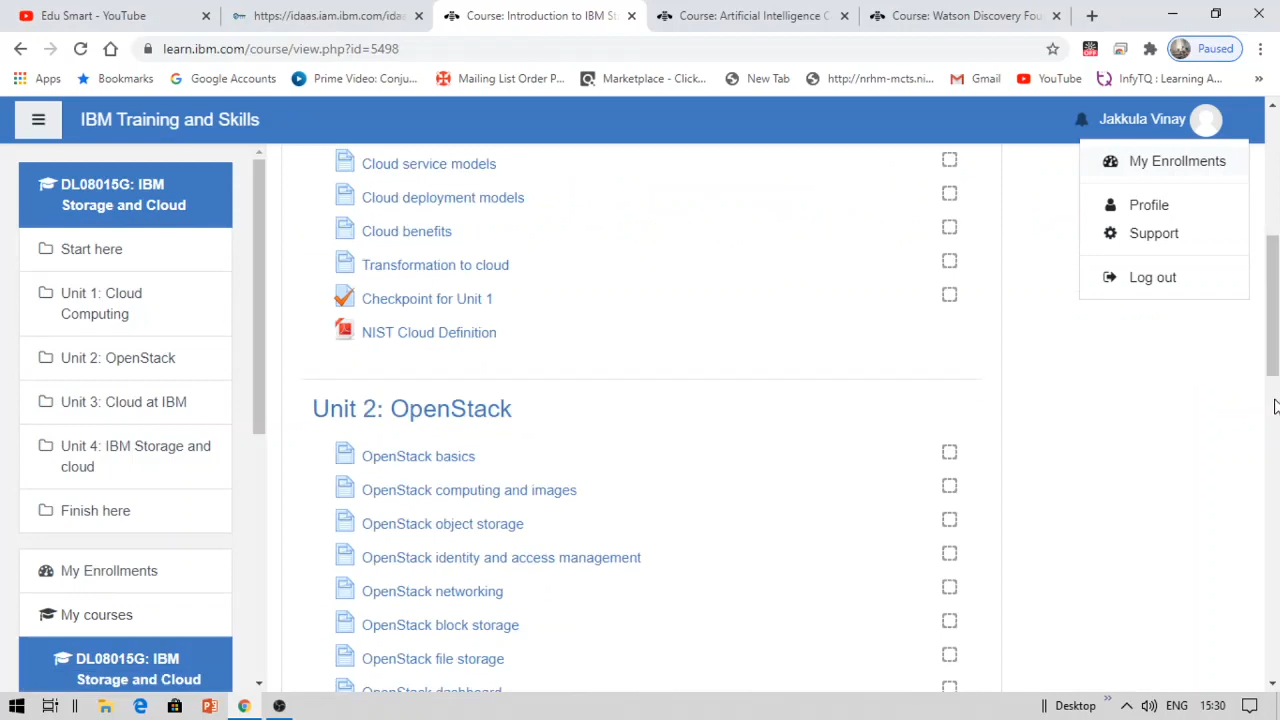 Edu Smart - YouTube
https://idaas.iam.ibm.com/idaa
Course: Introduction to IBM St
Course: Artificial Intelligence C
Course: Watson Discovery Fou
learn.ibm.com/course/view.php?id=5498
Paused
Apps
Bookmarks
Google Accounts
Prime Video: Conju...
Mailing List Order P...
Marketplace - Click...
New Tab
http://nrhm-mcts.ni...
Gmail
YouTube
InfyTQ : Learning A...
»
IBM Training and Skills
Jakkula Vinay
My Enrollments
Profile
Support
Log out
DL08015G: IBM
Storage and Cloud
Start here
Unit 1: Cloud
Computing
Unit 2: OpenStack
Unit 3: Cloud at IBM
Unit 4: IBM Storage and
cloud
Finish here
My Enrollments
My courses
DL08015G: IBM
Storage and Cloud
Cloud service models
Cloud deployment models
Cloud benefits
Transformation to cloud
Checkpoint for Unit 1
NIST Cloud Definition
Unit 2: OpenStack
OpenStack basics
OpenStack computing and images
OpenStack object storage
OpenStack identity and access management
OpenStack networking
OpenStack block storage
OpenStack file storage
OpenStack dashboard
Desktop
»
ENG
15:30